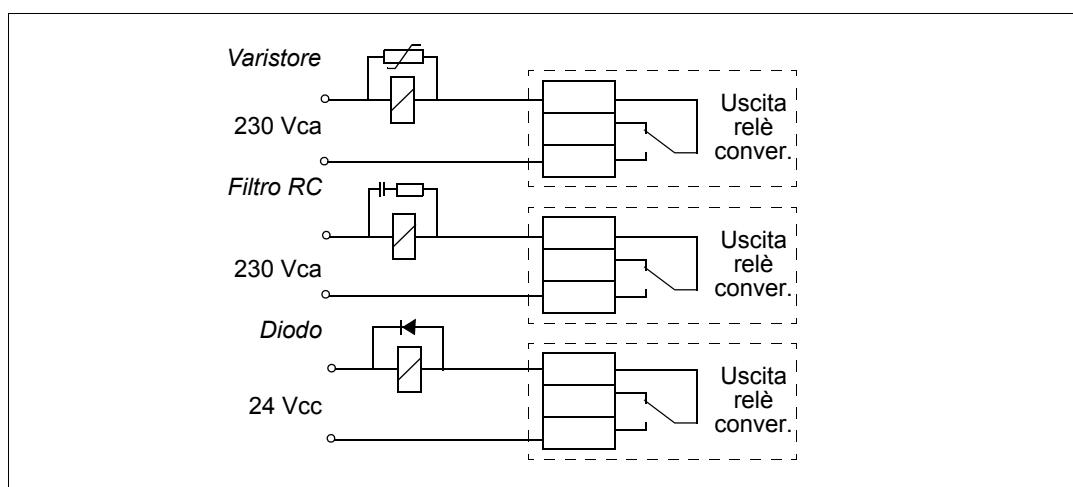 Varistore
230 Vca
Uscita
relè
conver.
Filtro RC
230 Vca
Uscita
relè
conver.
Diodo
24 Vcc
Uscita
relè
conver.